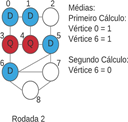 0 1 2
D D
3 4 5
Q Q D
6 7
D
8
Rodada 2
Médias:
Primeiro Cálculo:
Vértice 0 = 1
Vértice 6 = 1
Segundo Cálculo:
Vértice 6 = 0